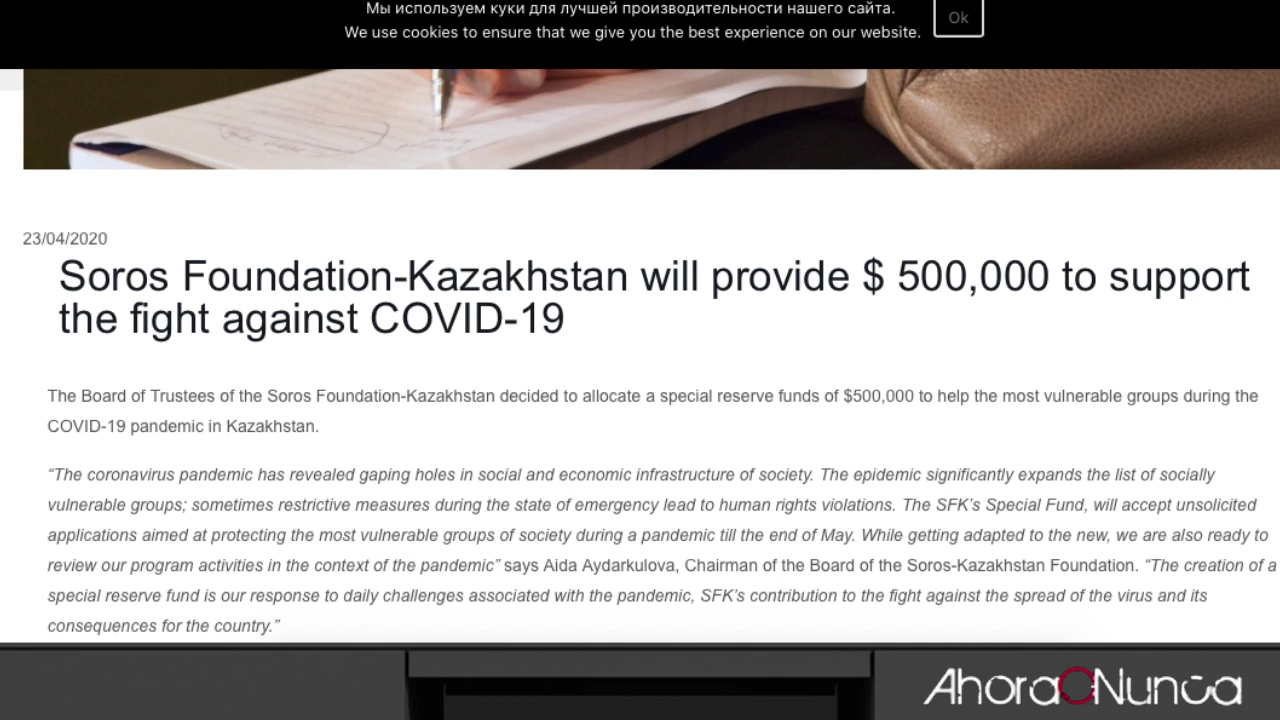 Мы используем куки для лучшей производительности нашего сайта.
We use cookies to ensure that we give you the best experience on our website.
Ok
23/04/2020
Soros Foundation-Kazakhstan will provide $ 500,000 to support
the fight against COVID-19
The Board of Trustees of the Soros Foundation-Kazakhstan decided to allocate a special reserve funds of $500,000 to help the most vulnerable groups during the
COVID-19 pandemic in Kazakhstan.
“The coronavirus pandemic has revealed gaping holes in social and economic infrastructure of society. The epidemic significantly expands the list of socially
vulnerable groups; sometimes restrictive measures during the state of emergency lead to human rights violations. The SFK’s Special Fund, will accept unsolicited
applications aimed at protecting the most vulnerable groups of society during a pandemic till the end of May. While getting adapted to the new, we are also ready to
review our program activities in the context of the pandemic” says Aida Aydarkulova, Chairman of the Board of the Soros-Kazakhstan Foundation. “The creation of a
special reserve fund is our response to daily challenges associated with the pandemic, SFK’s contribution to the fight against the spread of the virus and its
consequences for the country.”
AhoraONunca